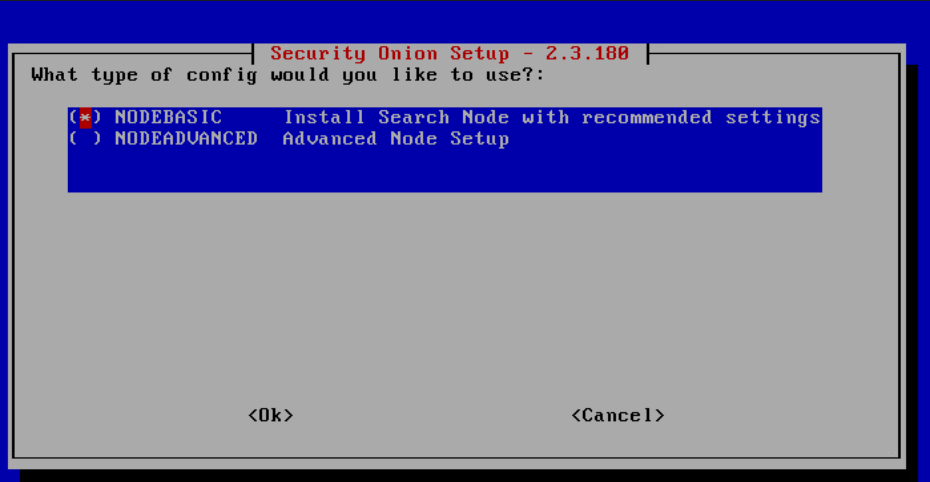 Security Onion Setup - 2.3.180
What type of config would you like to use?:
(*) NODEBASIC Install Search Node with recommended settings
( ) NODEADVANCED Advanced Node Setup
<Ok> <Cancel>